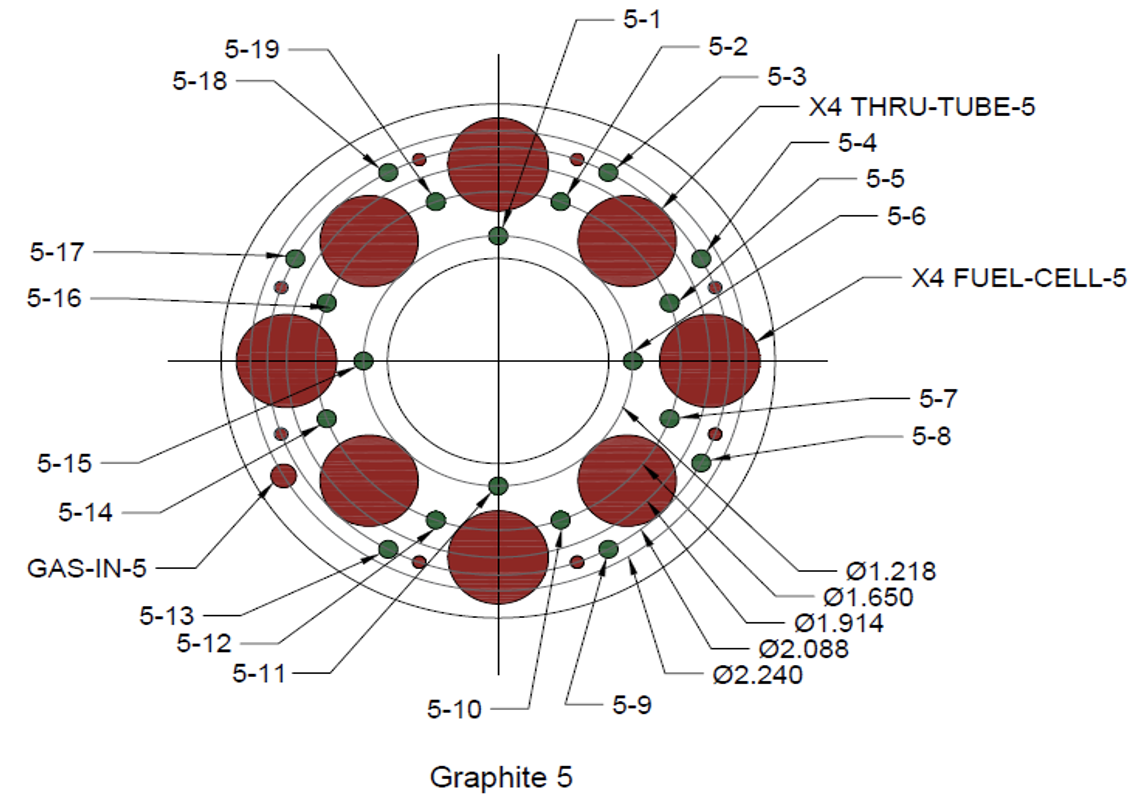 5-1
5-19
5-2
5-18
5-3
X4 THRU-TUBE-5
5-4
5-5
5-6
5-17
X4 FUEL-CELL-5
5-16
5-7
5-8
5-15
5-14
GAS-IN-5
Ø1.218
Ø1.650
5-13
Ø1.914
5-12
Ø2.088
5-11
Ø2.240
5-10
5-9
Graphite 5